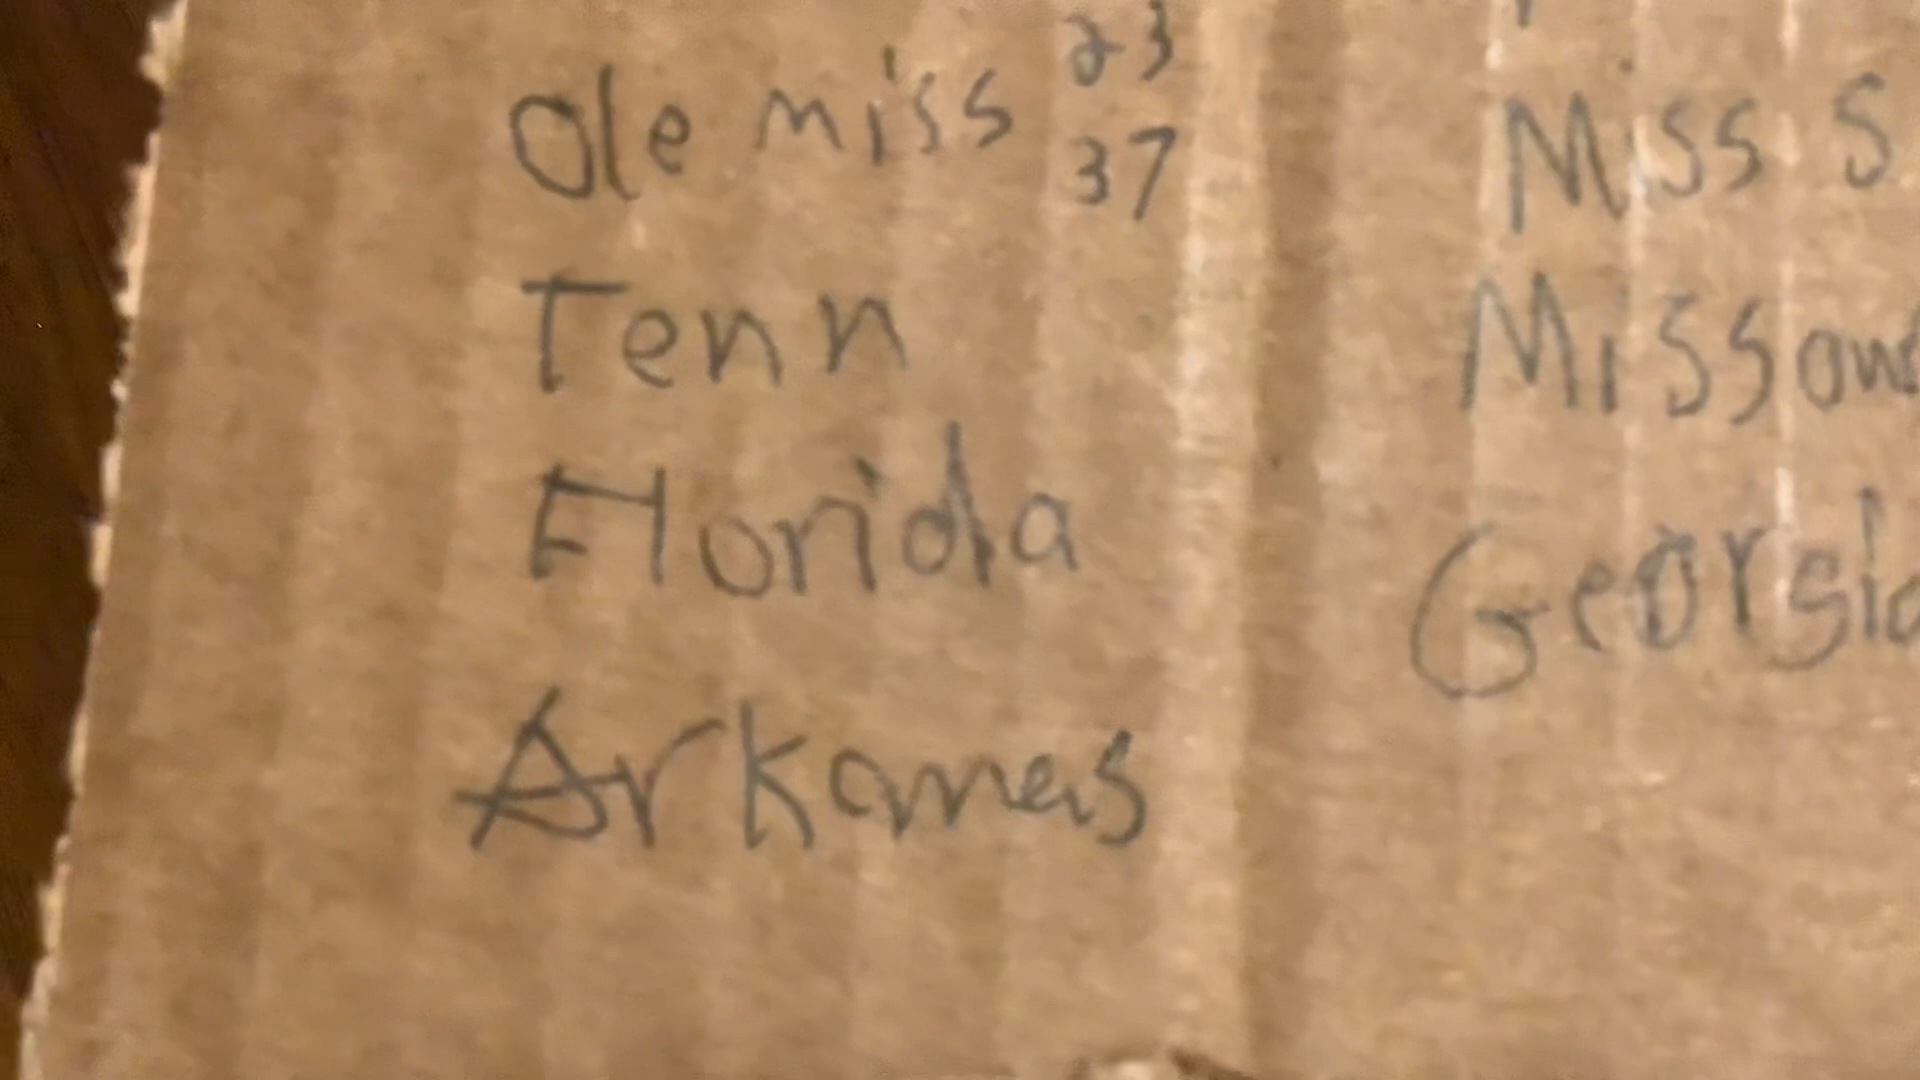 23
Ole miss
37
Tenn
Florida
Arkanas
Miss S
Missou
Georgia